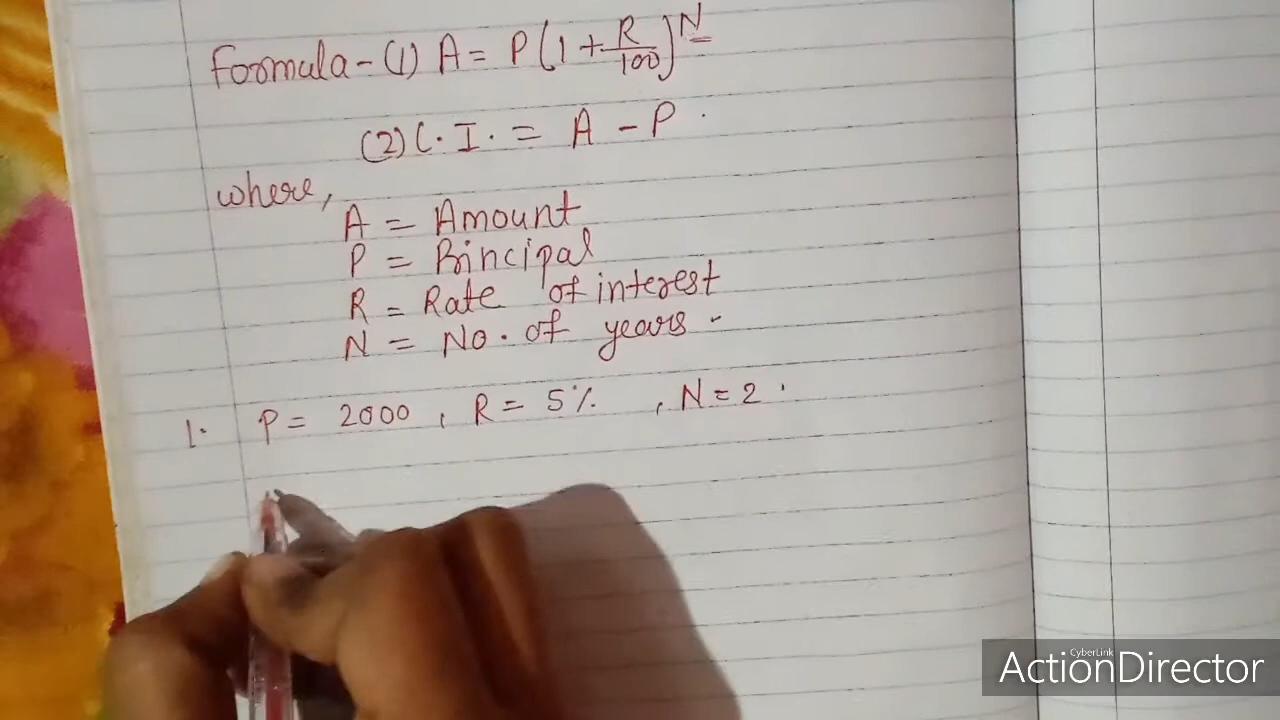 Formula - (1) A = P(1 + R/100)^N
(2) C.I. = A - P.
where,
A = Amount
P = Principal
R = Rate of interest
N = No. of years.
1. P = 2000, R = 5%, N = 2.
CyberLink
ActionDirector